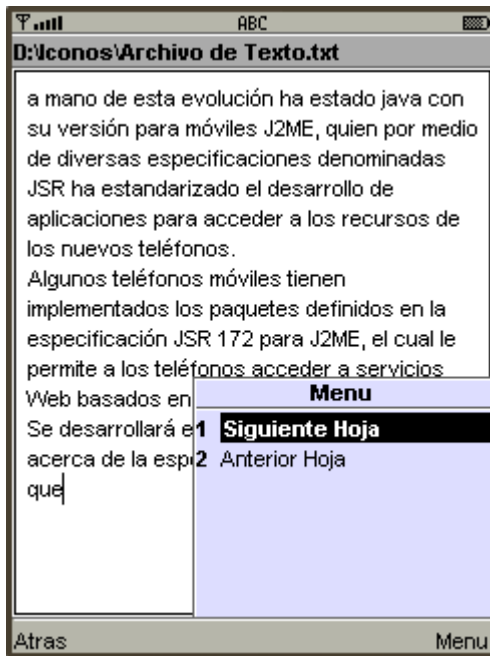 ABC
D:\Iconos\Archivo de Texto.txt
a mano de esta evolución ha estado java con
su versión para móviles J2ME, quien por medio
de diversas especificaciones denominadas
JSR ha estandarizado el desarrollo de
aplicaciones para acceder a los recursos de
los nuevos teléfonos.
Algunos teléfonos móviles tienen
implementados los paquetes definidos en la
especificación JSR 172 para J2ME, el cual le
permite a los teléfonos acceder a servicios
Web basados en
Se desarrollará e
acerca de la esp
que
Menu
1 Siguiente Hoja
2 Anterior Hoja
Atras
Menu